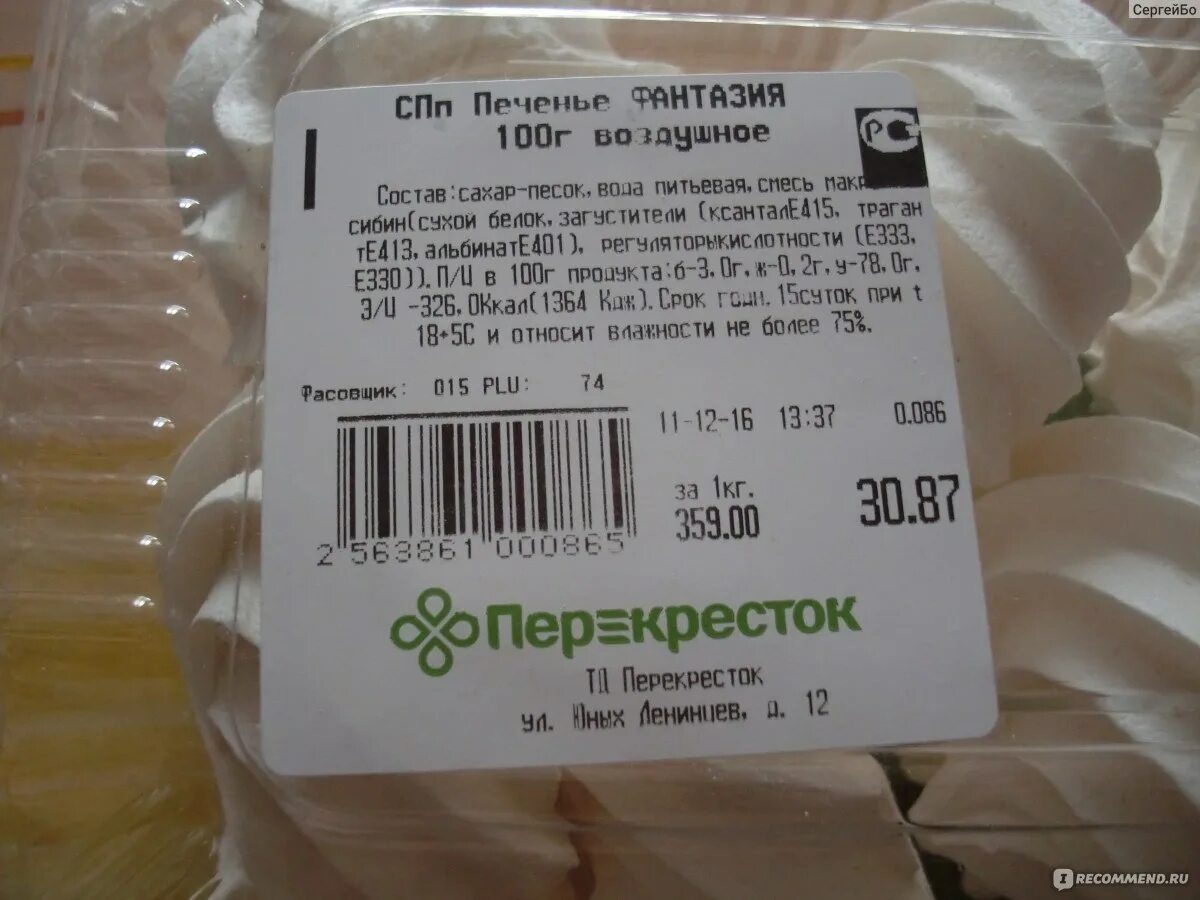 СергейБо
СПп Печенье ФАНТАЗИЯ
100г воздушное
РС
Состав:сахар-песок, вода питьевая, смесь мак
сибин(сухой белок, загустители (ксанталЕ415, траган
тЕ413, альбинатЕ401), регуляторыкислотности (Е333,
Е330)). П/Ц в 100г продукта:б-3,0г, ж-0,2г, у-78,0г,
Э/Ц -326,0Ккал(1364 Кдж). Срок годн. 15суток при t
18+5С и относит влажности не более 75%.
Фасовщик: 015 PLU: 74
11-12-16 13:37 0.086
за 1кг.
359.00 30.87
2 563861 000865
Перекресток
ТД Перекресток
ул. Юных Ленинцев, д. 12
IRECOMMEND.RU